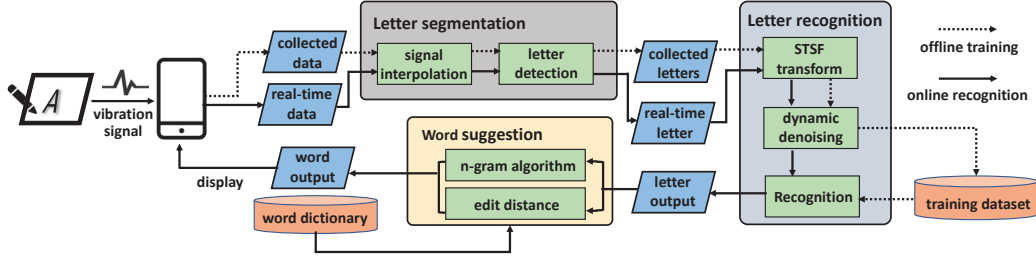 Letter segmentation
Letter recognition
collected
data
signal
interpolation
letter
detection
collected
letters
STSF
transform
offline training
A
vibration
signal
real-time
data
real-time
letter
online recognition
Word suggestion
dynamic
denoising
n-gram algorithm
word
output
display
letter
output
edit distance
Recognition
word dictionary
training dataset